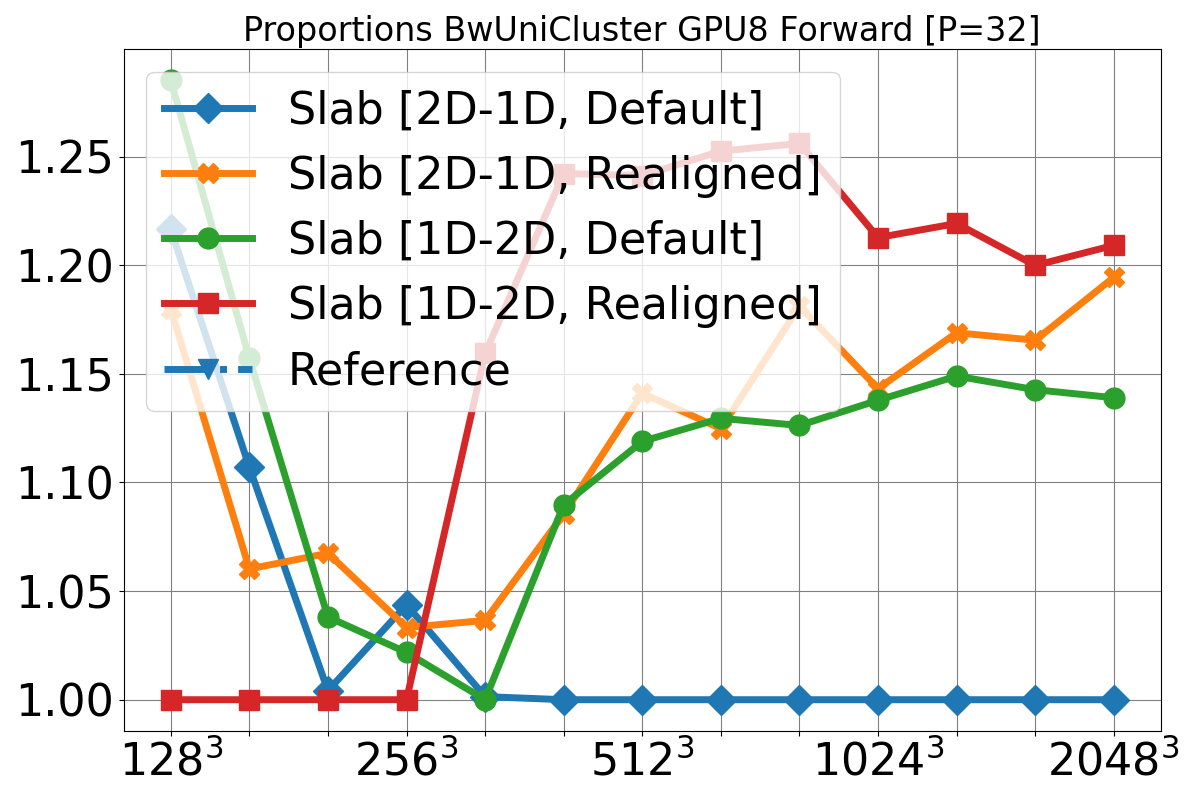 Proportions BwUniCluster GPU8 Forward [P=32]
Slab [2D-1D, Default]
Slab [2D-1D, Realigned]
Slab [1D-2D, Default]
Slab [1D-2D, Realigned]
Reference
1.25
1.20
1.15
1.10
1.05
1.00
128³ 256³ 512³ 1024³ 2048³